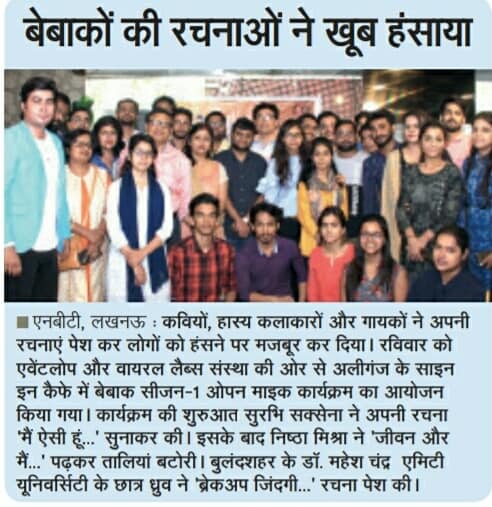 बेबाकों की रचनाओं ने खूब हंसाया
■ एनबीटी, लखनऊ : कवियों, हास्य कलाकारों और गायकों ने अपनी
रचनाएं पेश कर लोगों को हंसने पर मजबूर कर दिया। रविवार को
एवेंटलोप और वायरल लैब्स संस्था की ओर से अलीगंज के साइन
इन कैफे में बेबाक सीजन-1 ओपन माइक कार्यक्रम का आयोजन
किया गया। कार्यक्रम की शुरुआत सुरभि सक्सेना ने अपनी रचना
'मैं ऐसी हूं...' सुनाकर की। इसके बाद निष्ठा मिश्रा ने 'जीवन और
मैं...' पढ़कर तालियां बटोरी। बुलंदशहर के डॉ. महेश चंद्र एमिटी
यूनिवर्सिटी के छात्र ध्रुव ने 'ब्रेकअप जिंदगी...' रचना पेश की।